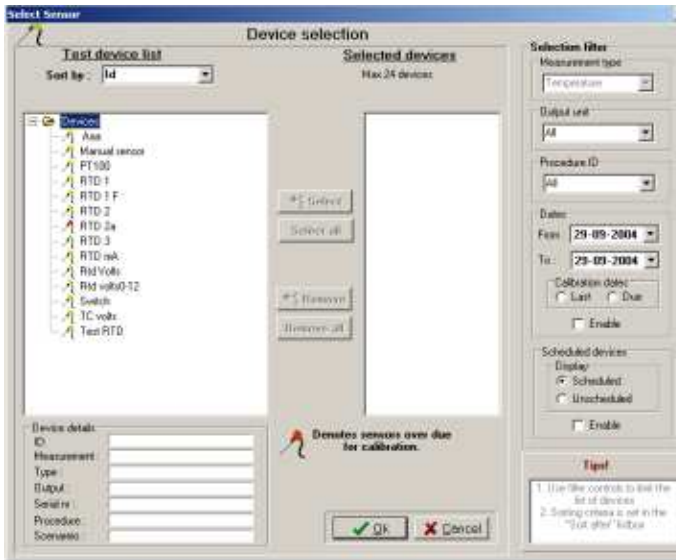 Select Sensor
Device selection
Test device list
Sort by : Id
Selected devices
Max 24 devices
Devices
Aaa
Manual sensor
PT100
RTD 1
RTD 1 F
RTD 2
RTD 2a
RTD 3
RTD mA
Rtd Volts
Rtd volts0-12
Switch
TC volts
Test RTD
Select
Select all
Remove
Remove all
Device details
ID
Measurement :
Type :
Output :
Serial nr :
Procedure :
Scenario :
Denotes sensors over due
for calibration.
Ok
Cancel
Selection filter
Measurement type
Temperature
Output unit
All
Procedure ID
All
Dates
From : 29-09-2004
To : 29-09-2004
Calibration dates
Last Due
Enable
Scheduled devices
Display
Scheduled
Unscheduled
Enable
Tips!
1. Use filter controls to limit the
list of devices
2. Sorting criteria is set in the
"Sort after" listbox